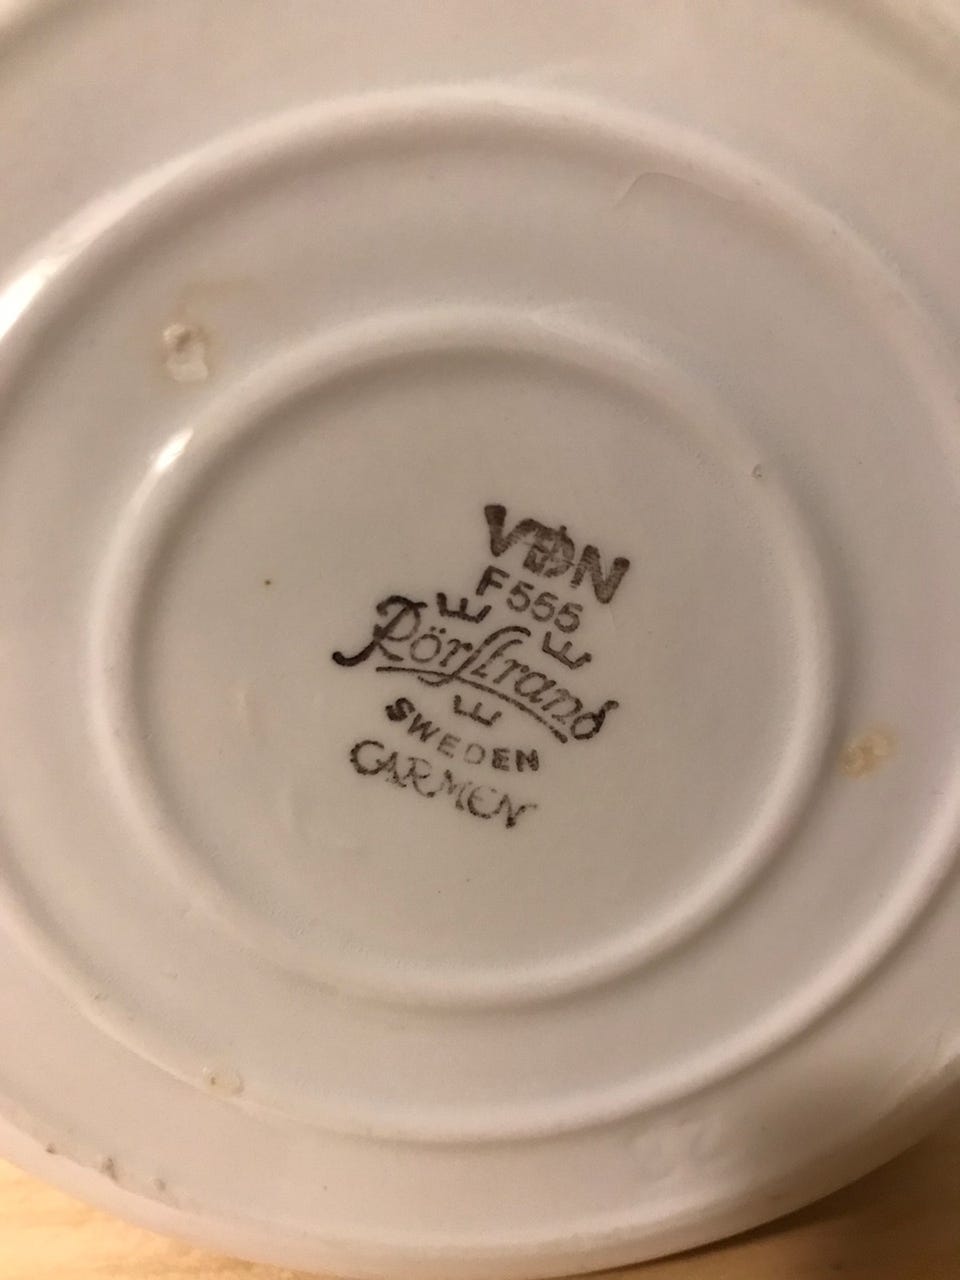 VDN
F555
Rörstrand
SWEDEN
CARMEN